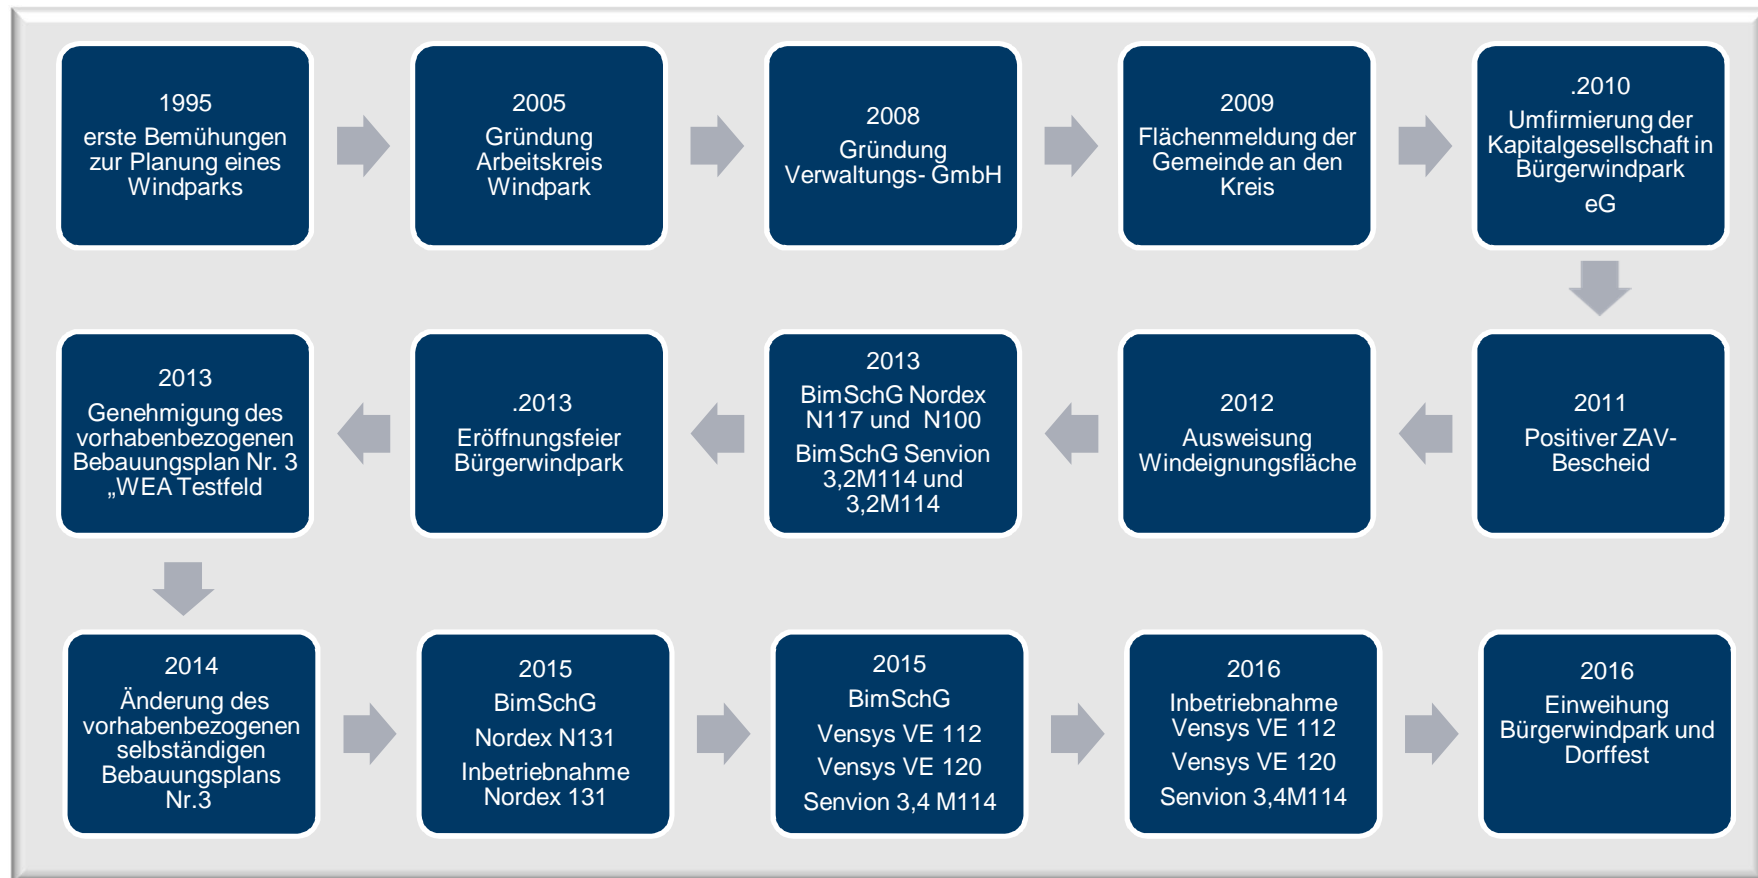 1995
erste Bemühungen
zur Planung eines
Windparks
2005
Gründung
Arbeitskreis
Windpark
2008
Gründung
Verwaltungs- GmbH
2009
Flächenmeldung der
Gemeinde an den
Kreis
.2010
Umfirmierung der
Kapitalgesellschaft in
Bürgerwindpark
eG
2011
Positiver ZAV-
Bescheid
2012
Ausweisung
Windeignungsfläche
2013
BimSchG Nordex
N117 und N100
BimSchG Senvion
3,2M114 und
3,2M114
.2013
Eröffnungsfeier
Bürgerwindpark
2013
Genehmigung des
vorhabenbezogenen
Bebauungsplan Nr. 3
„WEA Testfeld
2014
Änderung des
vorhabenbezogenen
selbständigen
Bebauungsplans
Nr.3
2015
BimSchG
Nordex N131
Inbetriebnahme
Nordex 131
2015
BimSchG
Vensys VE 112
Vensys VE 120
Senvion 3,4 M114
2016
Inbetriebnahme
Vensys VE 112
Vensys VE 120
Senvion 3,4M114
2016
Einweihung
Bürgerwindpark und
Dorffest